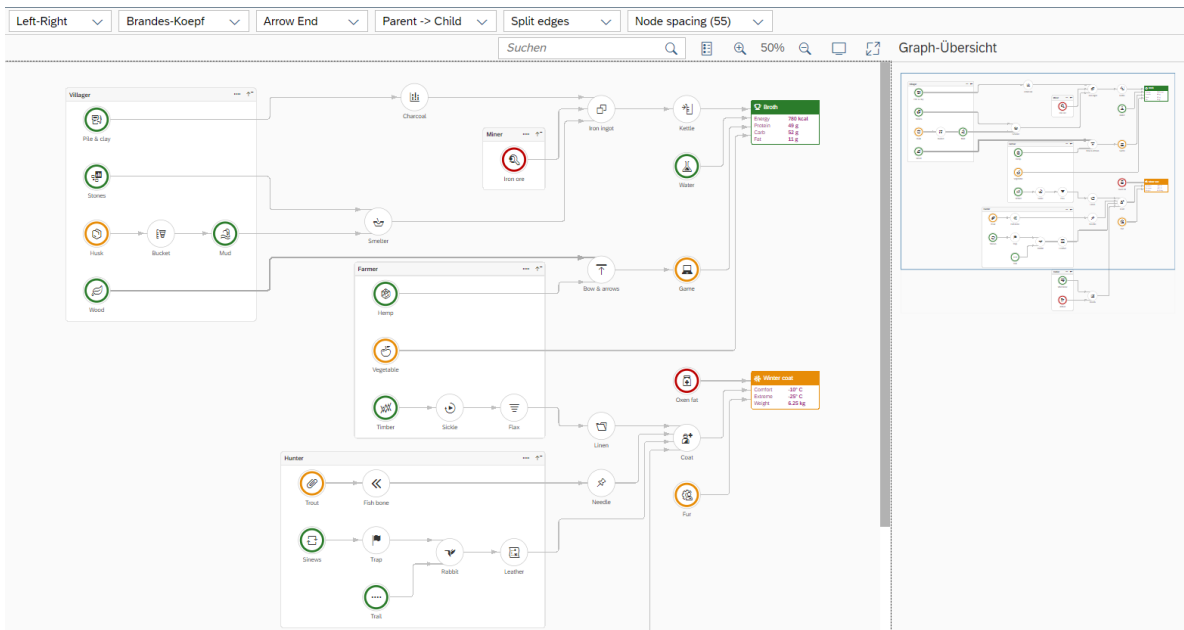 Left-Right
Brandes-Koepf
Arrow End
Parent -> Child
Split edges
Node spacing (55)
Suchen
50%
Graph-Übersicht
Villager
Pile & clay
Charcoal
Iron ingot
Kettle
Broth
Energy 786 kcal
Protein 49 g
Carb 52 g
Fat 11 g
Miner
Iron ore
Water
Stones
Smelter
Husk
Bucket
Mud
Wood
Farmer
Hemp
Bow & arrows
Game
Vegetable
Oxen fat
Winter coat
Comfort -10° C
Extreme -25° C
Weight 6.25 kg
Timber
Sickle
Flax
Linen
Coat
Hunter
Trout
Fish bone
Needle
Fur
Sinews
Trap
Rabbit
Leather
Trail